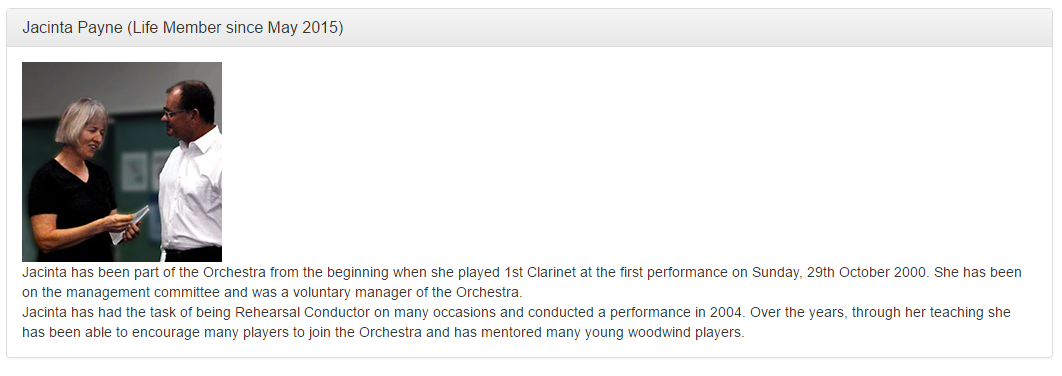 Jacinta Payne (Life Member since May 2015)
Jacinta has been part of the Orchestra from the beginning when she played 1st Clarinet at the first performance on Sunday, 29th October 2000. She has been
on the management committee and was a voluntary manager of the Orchestra.
Jacinta has had the task of being Rehearsal Conductor on many occasions and conducted a performance in 2004. Over the years, through her teaching she
has been able to encourage many players to join the Orchestra and has mentored many young woodwind players.